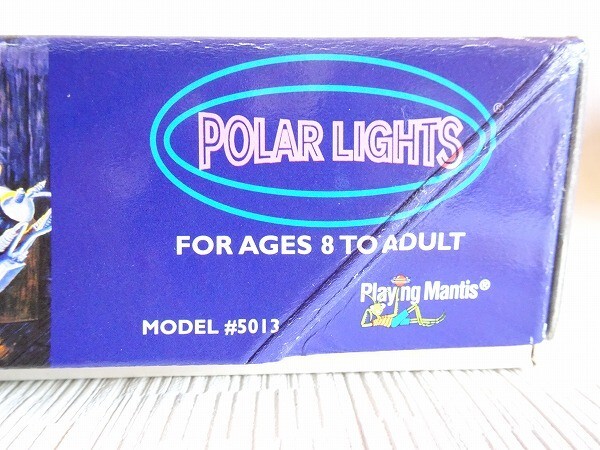 POLAR LIGHTS®
FOR AGES 8 TO ADULT
Playing Mantis®
MODEL #5013